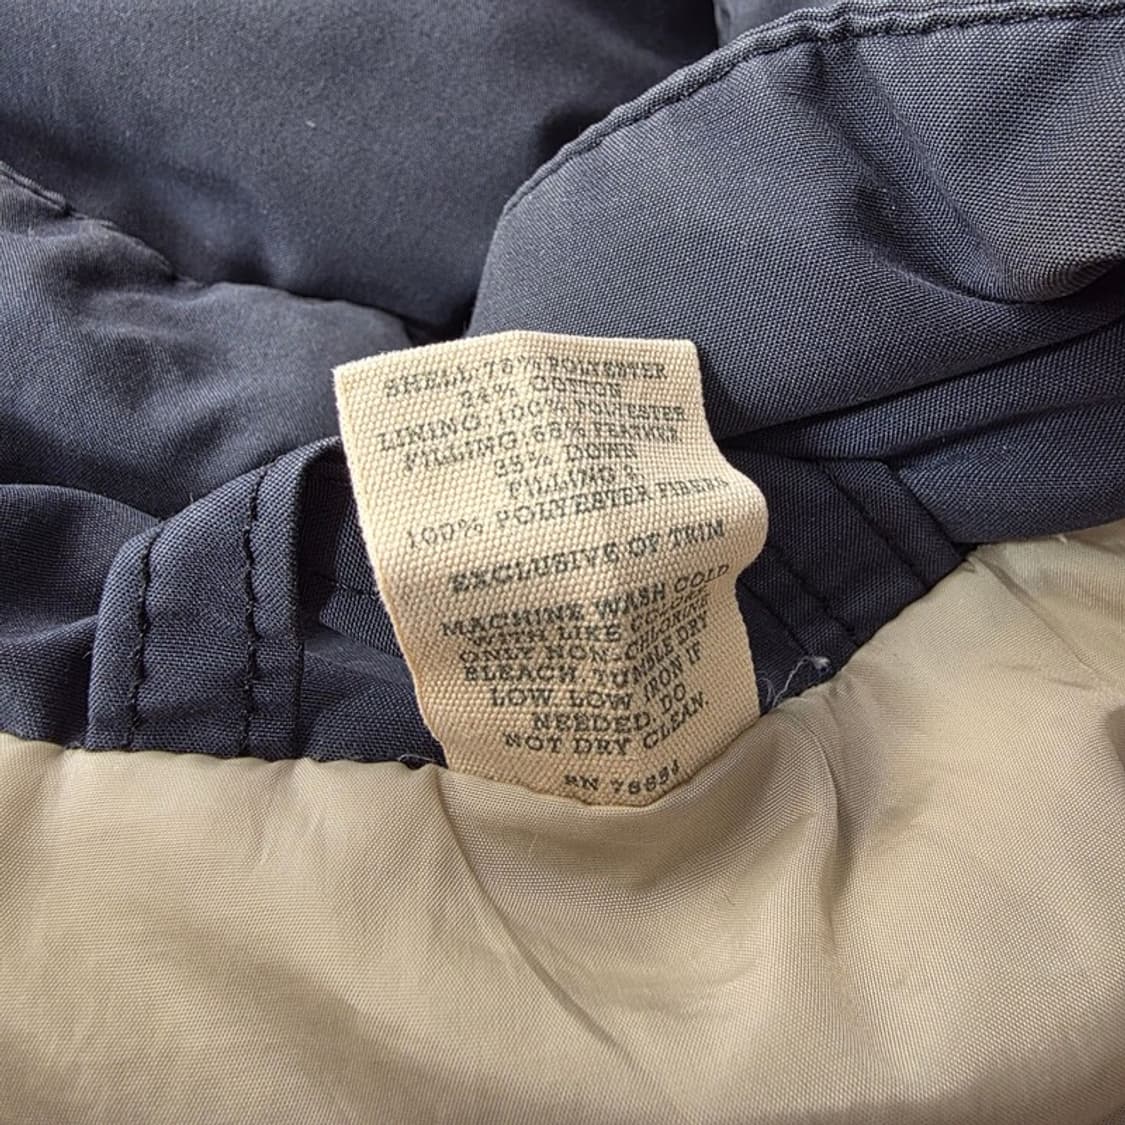 SHELL: 76% POLYESTER
24% COTTON
LINING: 100% POLYESTER
FILLING: 65% FEATHER
35% DOWN
FILLING 2
100% POLYESTER FIBERS
EXCLUSIVE OF TRIM
MACHINE WASH COLD
WITH LIKE COLORS
ONLY NON-CHLORINE
BLEACH. TUMBLE DRY
LOW. LOW IRON IF
NEEDED. DO
NOT DRY CLEAN.
RN